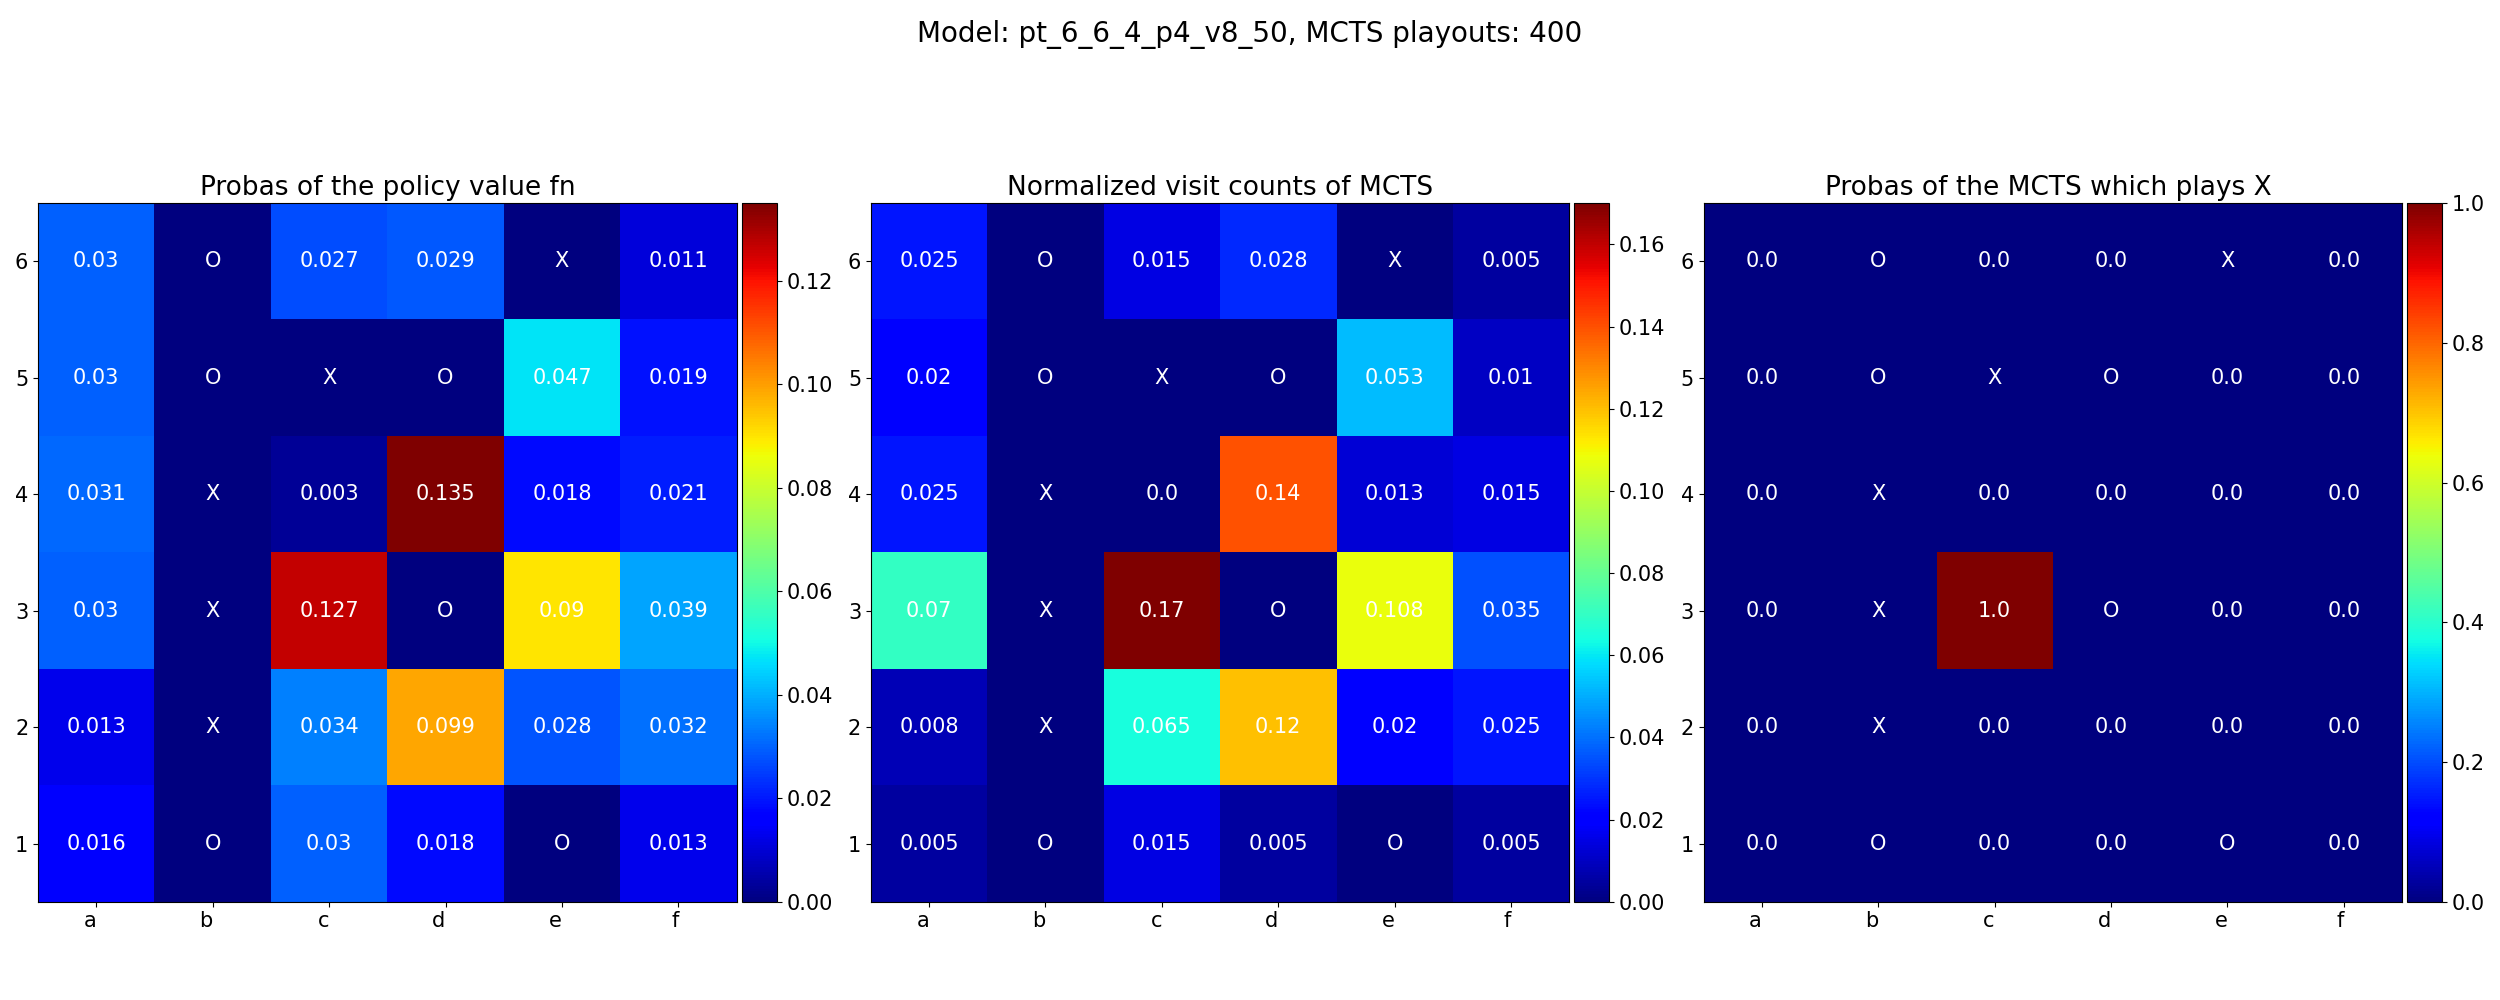 Model: pt_6_6_4_p4_v8_50, MCTS playouts: 400
Probas of the policy value fn
6 0.03 O 0.027 0.029 X 0.011
5 0.03 O X O 0.047 0.019
4 0.031 X 0.003 0.135 0.018 0.021
3 0.03 X 0.127 O 0.09 0.039
2 0.013 X 0.034 0.099 0.028 0.032
1 0.016 O 0.03 0.018 O 0.013
a b c d e f
0.12
0.10
0.08
0.06
0.04
0.02
0.00
Normalized visit counts of MCTS
6 0.025 O 0.015 0.028 X 0.005
5 0.02 O X O 0.053 0.01
4 0.025 X 0.0 0.14 0.013 0.015
3 0.07 X 0.17 O 0.108 0.035
2 0.008 X 0.065 0.12 0.02 0.025
1 0.005 O 0.015 0.005 O 0.005
a b c d e f
0.16
0.14
0.12
0.10
0.08
0.06
0.04
0.02
0.00
Probas of the MCTS which plays X
6 0.0 O 0.0 0.0 X 0.0
5 0.0 O X O 0.0 0.0
4 0.0 X 0.0 0.0 0.0 0.0
3 0.0 X 1.0 O 0.0 0.0
2 0.0 X 0.0 0.0 0.0 0.0
1 0.0 O 0.0 0.0 O 0.0
a b c d e f
1.0
0.8
0.6
0.4
0.2
0.0